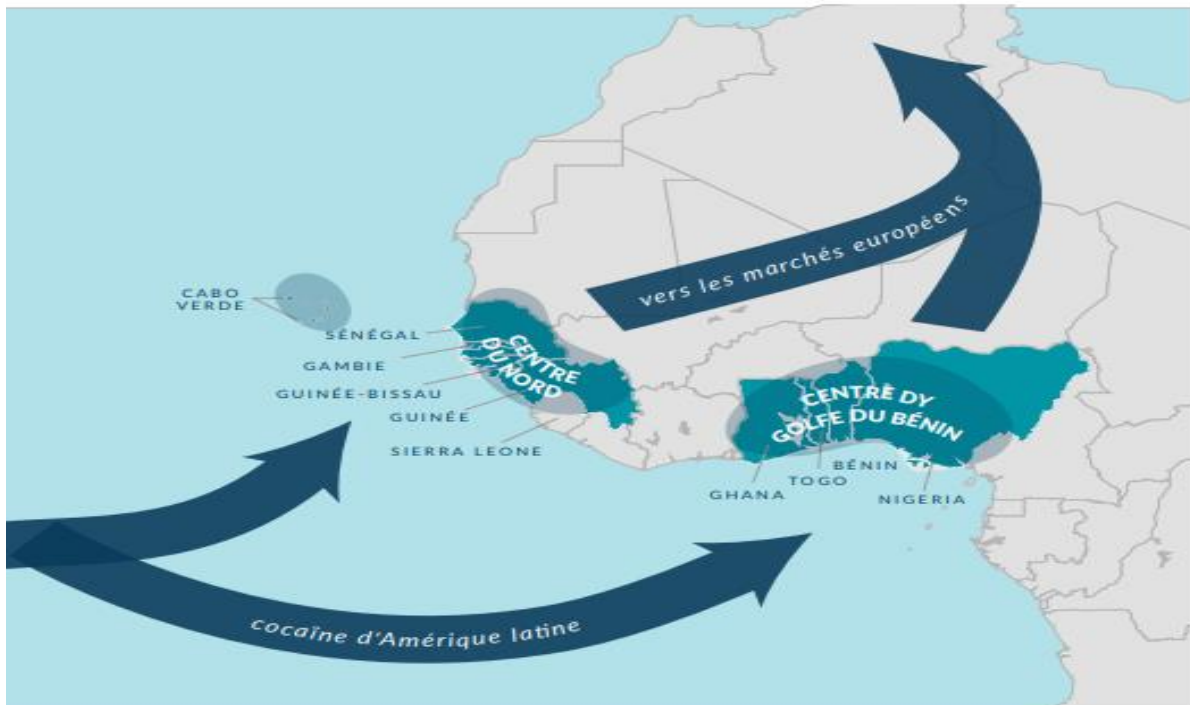 vers les marchés européens
CABO
VERDE
SÉNÉGAL
GAMBIE
GUINÉE-BISSAU
GUINÉE
SIERRA LEONE
CENTRE
DU NORD
CENTRE DY
GOLFE DU BÉNIN
BÉNIN
TOGO
GHANA
NIGERIA
cocaïne d'Amérique latine